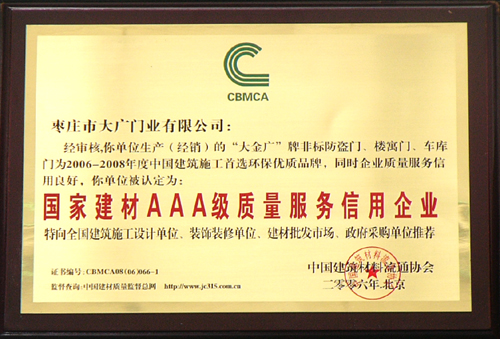 CBMCA
枣庄市大广门业有限公司：
经审核,你单位生产（经销）的“大金广”牌非标防盗门、楼寓门、车库
门为2006-2008年度中国建筑施工首选环保优质品牌，同时企业质量服务信
用良好，你单位被认定为：
国家建材AAA级质量服务信用企业
特向全国建筑施工设计单位、装饰装修单位、建材批发市场、政府采购单位推荐
证书编号：CBMCA08(06)066-1
中国建筑材料流通协会
监督查询：中国建材质量监督总网 http://www.jc315.com.cn
二零零六年·北京